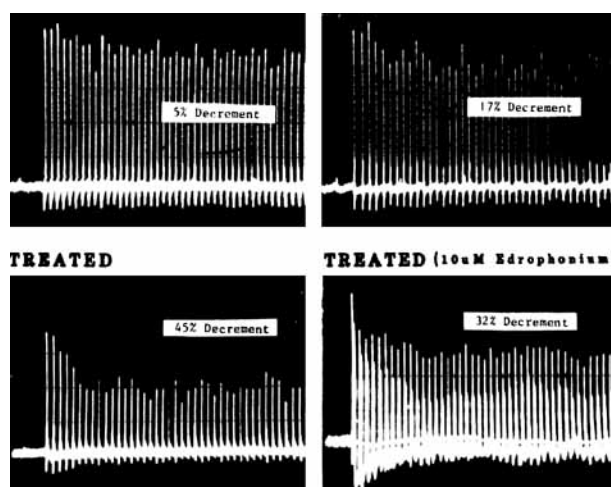 5% Decrement
17% Decrement
TREATED
TREATED (10uM Edrophonium
45% Decrement
32% Decrement